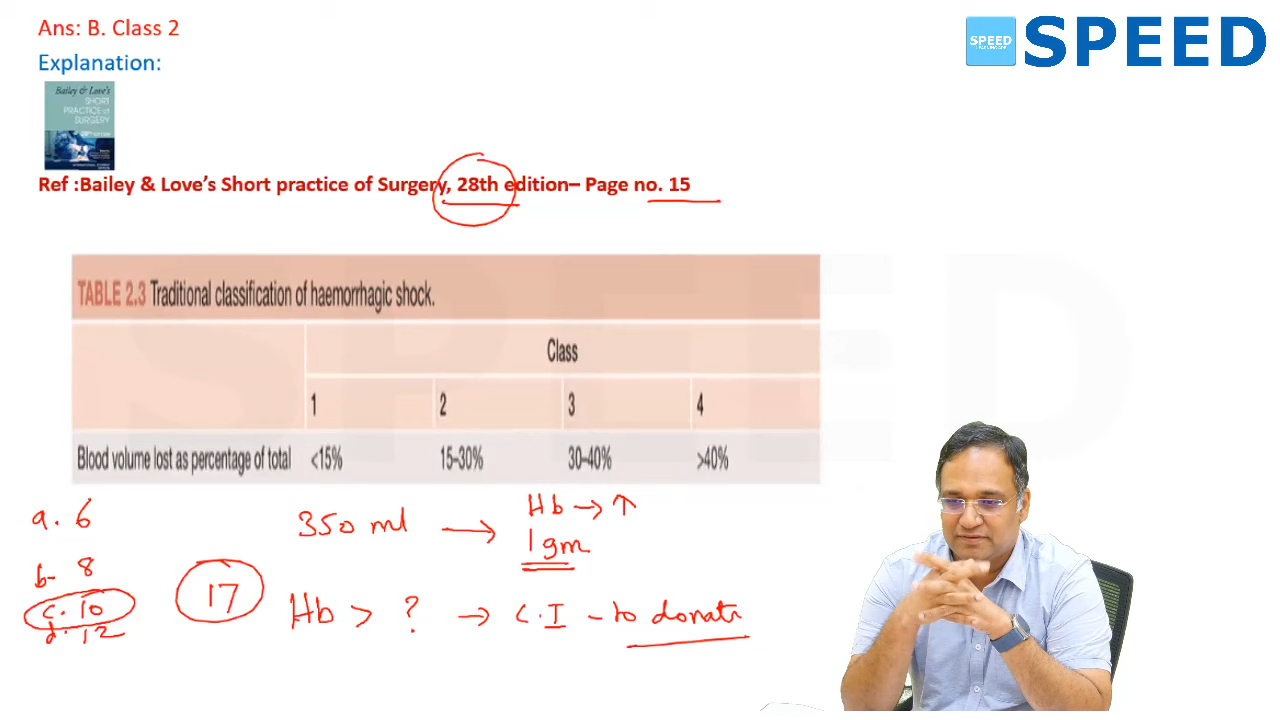 Ans: B. Class 2
SPEED
SPEED
Explanation:
Bailey & Love's
SHORT
PRACTICE of
SURGERY
Ref :Bailey & Love's Short practice of Surgery, 28th edition– Page no. 15
TABLE 2.3 Traditional classification of haemorrhagic shock.
Class
1 2 3 4
Blood volume lost as percentage of total <15% 15–30% 30–40% >40%
a. 6
350 ml → Hb → ↑
1 gm
b- 8
c. 10
d. 12
17
Hb > ? → C.I - to donate